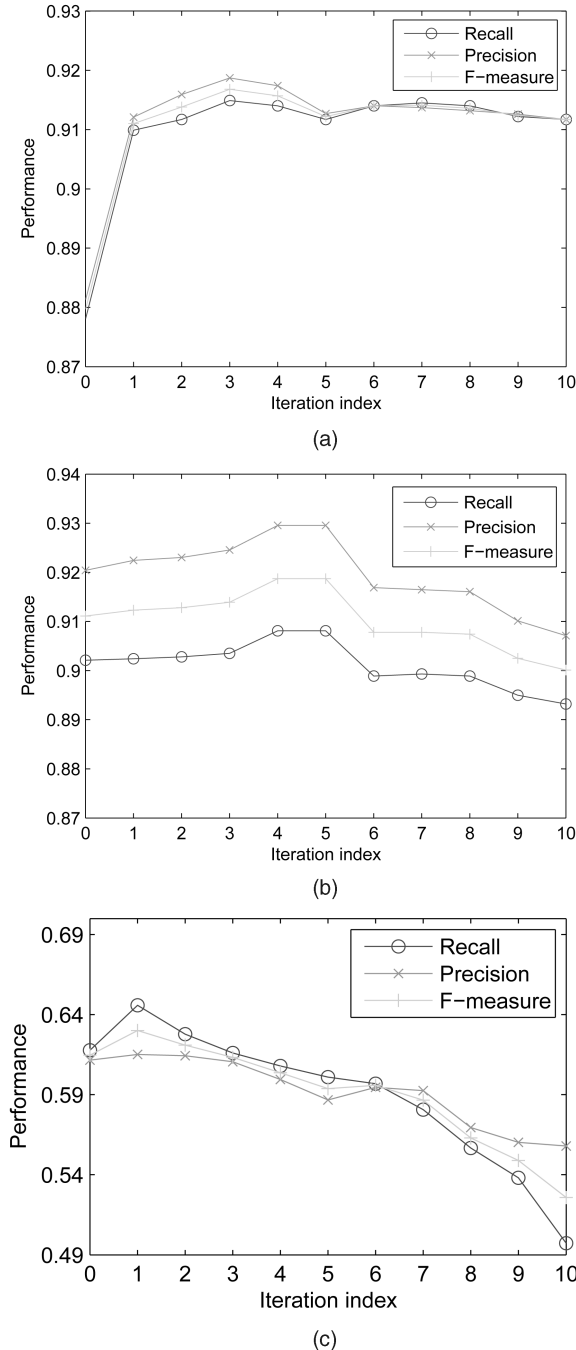 0.93
0.92
0.91
0.9
0.89
0.88
0.87
Performance
Recall
Precision
F−measure
0 1 2 3 4 5 6 7 8 9 10
Iteration index
(a)
0.94
0.93
0.92
0.91
0.9
0.89
0.88
0.87
Performance
Recall
Precision
F−measure
0 1 2 3 4 5 6 7 8 9 10
Iteration index
(b)
0.69
0.64
0.59
0.54
0.49
Performance
Recall
Precision
F−measure
0 1 2 3 4 5 6 7 8 9 10
Iteration index
(c)